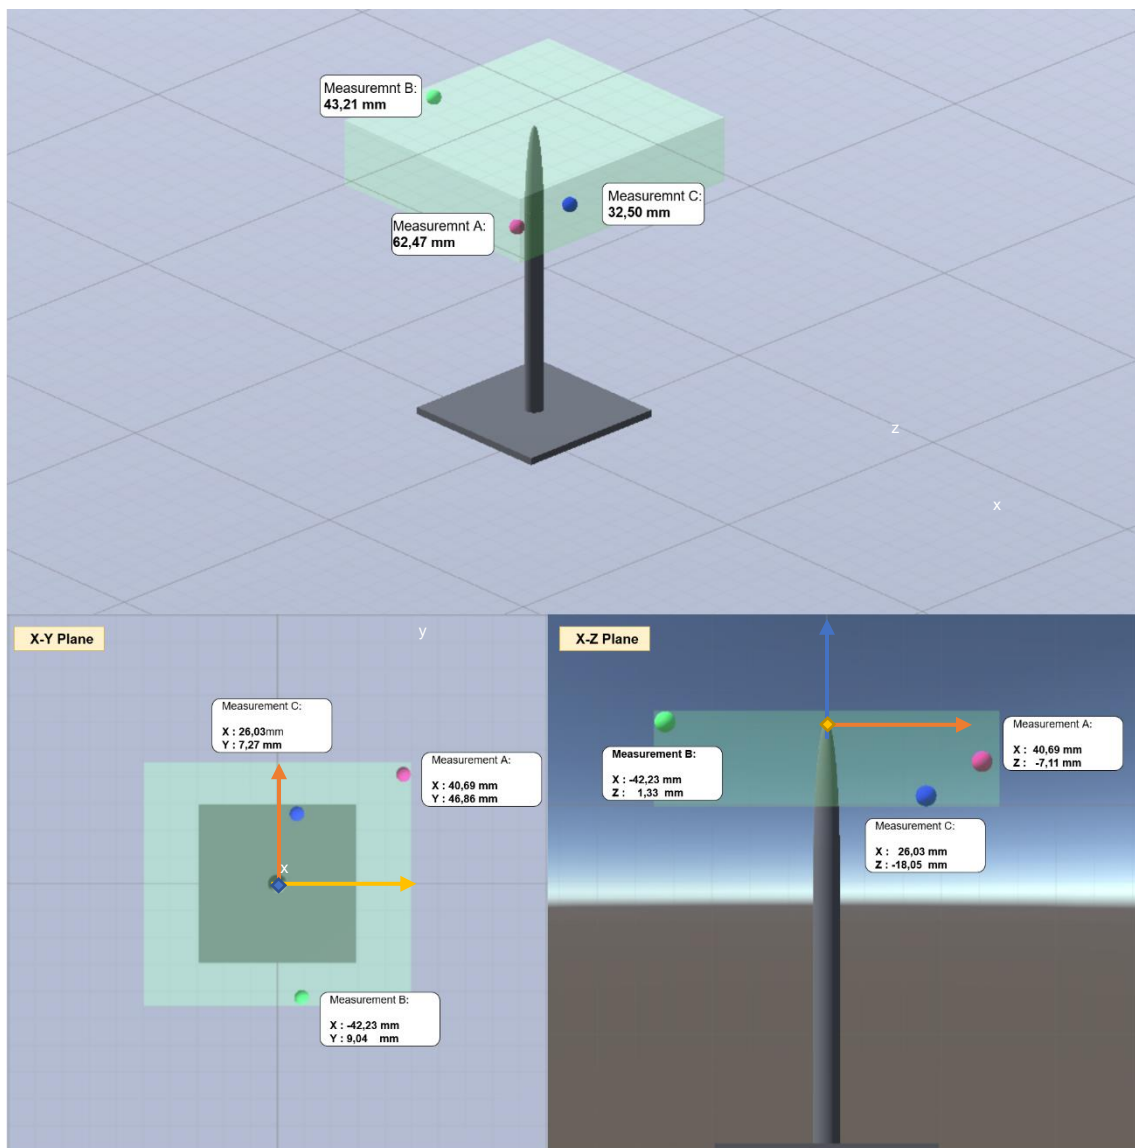 Measuremnt B:
43,21 mm
Measuremnt C:
32,50 mm
Measuremnt A:
62,47 mm
z
x
X-Y Plane
y
Measurement C:
X : 26,03mm
Y : 7,27 mm
Measurement A:
X : 40,69 mm
Y : 46,86 mm
x
Measurement B:
X : -42,23 mm
Y : 9,04 mm
X-Z Plane
Measurement A:
X : 40,69 mm
Z : -7,11 mm
Measurement B:
X : -42,23 mm
Z : 1,33 mm
Measurement C:
X : 26,03 mm
Z : -18,05 mm